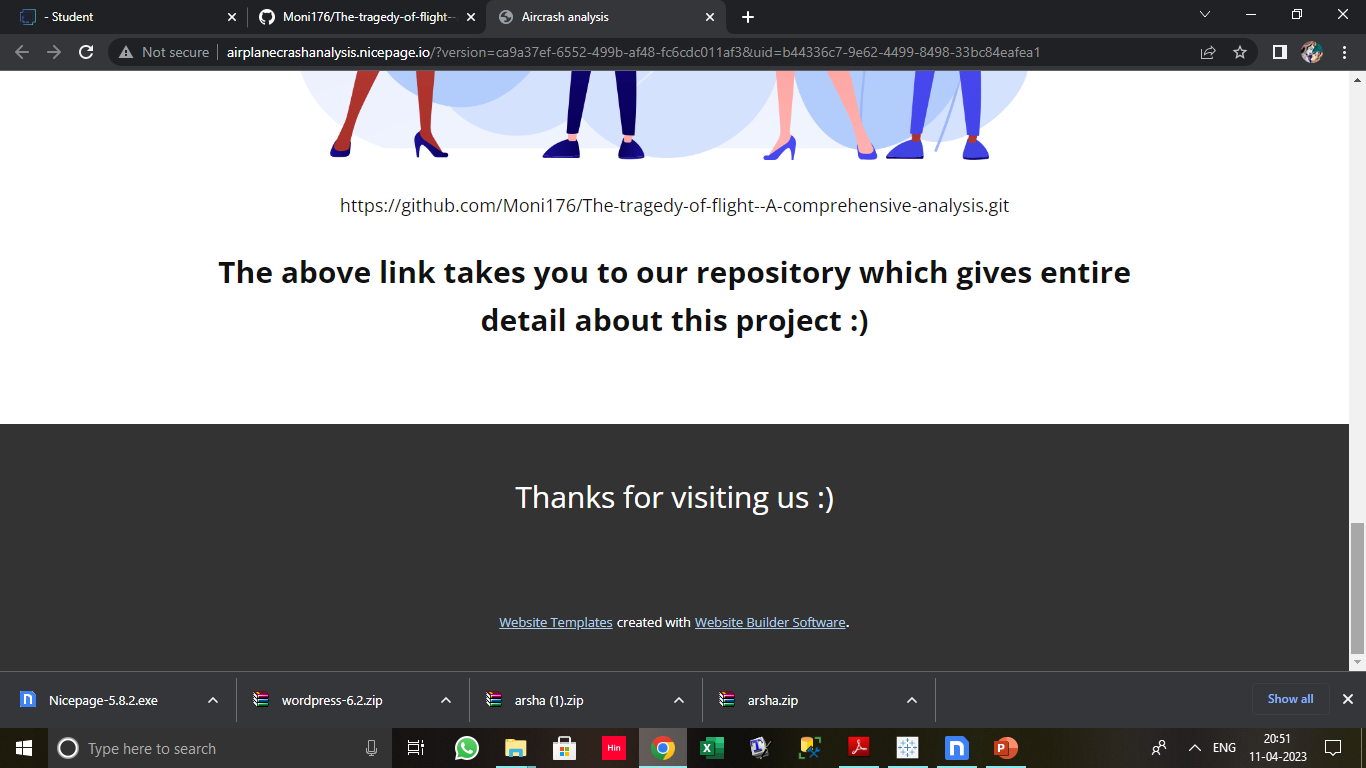 - Student
Moni176/The-tragedy-of-flight--
Aircrash analysis
Not secure
airplanecrashanalysis.nicepage.io/?version=ca9a37ef-6552-499b-af48-fc6cdc011af3&uid=b44336c7-9e62-4499-8498-33bc84eafea1
https://github.com/Moni176/The-tragedy-of-flight--A-comprehensive-analysis.git
The above link takes you to our repository which gives entire
detail about this project :)
Thanks for visiting us :)
Website Templates created with Website Builder Software.
Nicepage-5.8.2.exe
wordpress-6.2.zip
arsha (1).zip
arsha.zip
Show all
Type here to search
Hin
ENG
20:51
11-04-2023